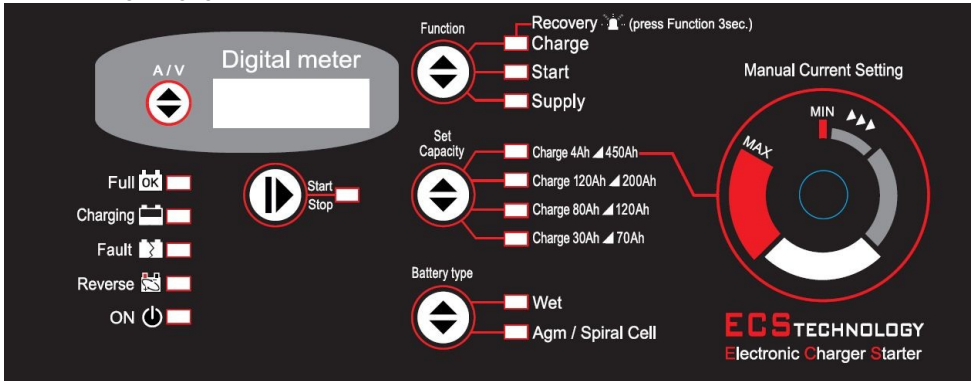 Digital meter
A / V
Full OK
Charging
Fault
Reverse
ON
Start
Stop
Function
Recovery (press Function 3sec.)
Charge
Start
Supply
Set
Capacity
Charge 4Ah ◢ 450Ah
Charge 120Ah ◢ 200Ah
Charge 80Ah ◢ 120Ah
Charge 30Ah ◢ 70Ah
Battery type
Wet
Agm / Spiral Cell
Manual Current Setting
MIN
MAX
ECS TECHNOLOGY
Electronic Charger Starter